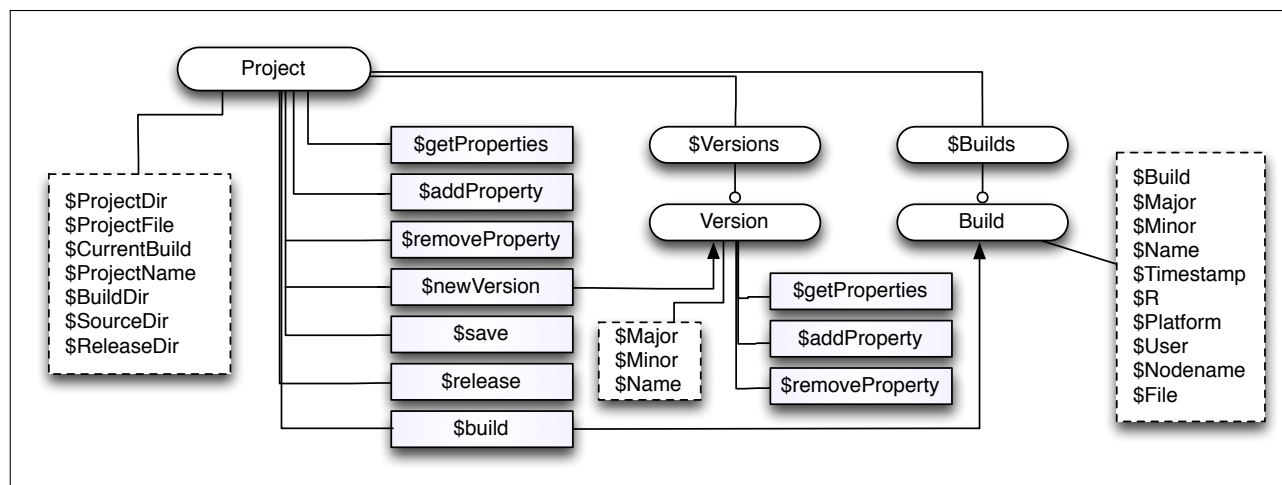 Project
$ProjectDir
$ProjectFile
$CurrentBuild
$ProjectName
$BuildDir
$SourceDir
$ReleaseDir
$getProperties
$addProperty
$removeProperty
$newVersion
$save
$release
$build
$Versions
Version
$Major
$Minor
$Name
$getProperties
$addProperty
$removeProperty
$Builds
Build
$Build
$Major
$Minor
$Name
$Timestamp
$R
$Platform
$User
$Nodename
$File